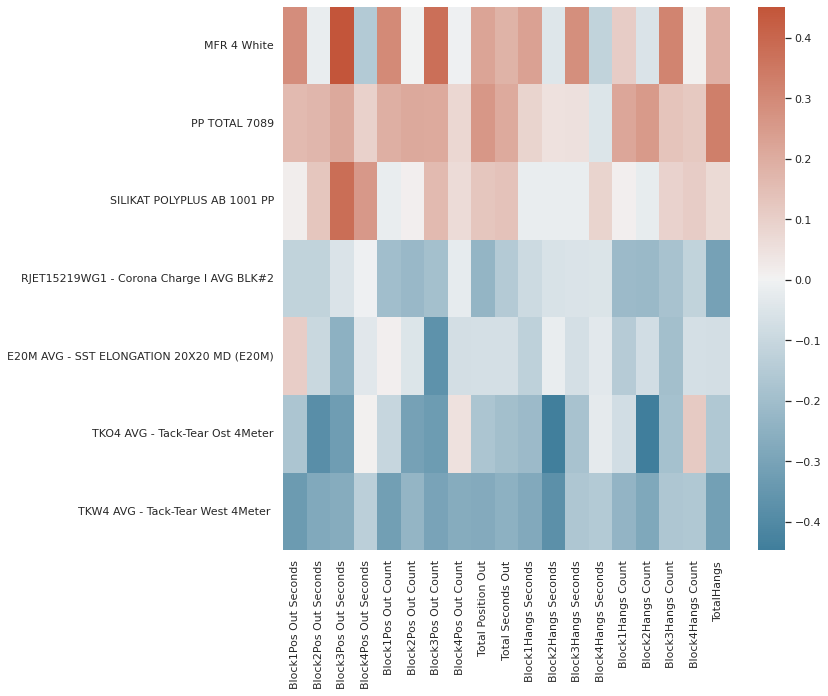 MFR 4 White
PP TOTAL 7089
SILIKAT POLYPLUS AB 1001 PP
RJET15219WG1 - Corona Charge I AVG BLK#2
E20M AVG - SST ELONGATION 20X20 MD (E20M)
TKO4 AVG - Tack-Tear Ost 4Meter
TKW4 AVG - Tack-Tear West 4Meter
Block1Pos Out Seconds
Block2Pos Out Seconds
Block3Pos Out Seconds
Block4Pos Out Seconds
Block1Pos Out Count
Block2Pos Out Count
Block3Pos Out Count
Block4Pos Out Count
Total Position Out
Total Seconds Out
Block1Hangs Seconds
Block2Hangs Seconds
Block3Hangs Seconds
Block4Hangs Seconds
Block1Hangs Count
Block2Hangs Count
Block3Hangs Count
Block4Hangs Count
TotalHangs
0.4
0.3
0.2
0.1
0.0
−0.1
−0.2
−0.3
−0.4